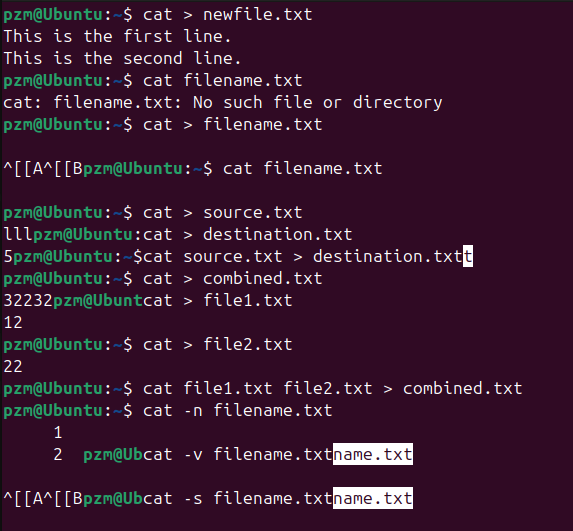 pzm@Ubuntu:~$ cat > newfile.txt
This is the first line.
This is the second line.
pzm@Ubuntu:~$ cat filename.txt
cat: filename.txt: No such file or directory
pzm@Ubuntu:~$ cat > filename.txt
^[[A^[[Bpzm@Ubuntu:~$ cat filename.txt
pzm@Ubuntu:~$ cat > source.txt
lllpzm@Ubuntu:cat > destination.txt
5pzm@Ubuntu:~$cat source.txt > destination.txtt
pzm@Ubuntu:~$ cat > combined.txt
32232pzm@Ubuntcat > file1.txt
12
pzm@Ubuntu:~$ cat > file2.txt
22
pzm@Ubuntu:~$ cat file1.txt file2.txt > combined.txt
pzm@Ubuntu:~$ cat -n filename.txt
     1
     2  pzm@Ubcat -v filename.txtname.txt
^[[A^[[Bpzm@Ubcat -s filename.txtname.txt